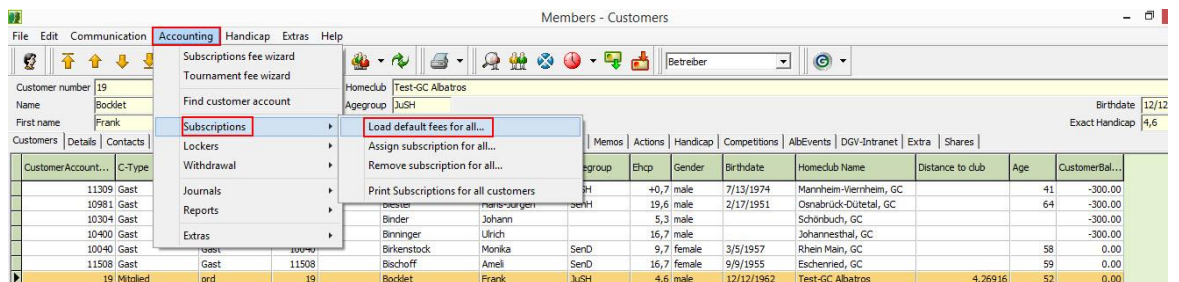 Members - Customers
File Edit Communication Accounting Handicap Extras Help
Betreiber
Subscriptions fee wizard
Tournament fee wizard
Find customer account
Subscriptions
Lockers
Withdrawal
Journals
Reports
Extras
Load default fees for all...
Assign subscription for all...
Remove subscription for all...
Print Subscriptions for all customers
Customer number 19 Homeclub Test-GC Albatros
Name Bocklet Agegroup JuSH Birthdate 12/12
First name Frank Exact Handicap 4,6
Customers Details Contacts Memos Actions Handicap Competitions AlbEvents DGV-Intranet Extra Shares
CustomerAccount... C-Type egroup Ehcp Gender Birthdate Homeclub Name Distance to club Age CustomerBal...
11309 Gast +0,7 male 7/13/1974 Mannheim-Viernheim, GC 41 -300.00
10981 Gast Biester Hans-Jürgen SenH 19,6 male 2/17/1951 Osnabrück-Dütetal, GC 64 -300.00
10304 Gast Binder Johann 5,3 male Schönbuch, GC -300.00
10400 Gast Binninger Ulrich 16,7 male Johannesthal, GC -300.00
10040 Gast Gast 10040 Birkenstock Monika SenD 9,7 female 3/5/1957 Rhein Main, GC 58 0.00
11508 Gast Gast 11508 Bischoff Ameli SenD 16,7 female 9/9/1955 Eschenried, GC 59 0.00
19 Mitglied ord 19 Bocklet Frank JuSH 4,6 male 12/12/1962 Test-GC Albatros 4.26916 52 0.00